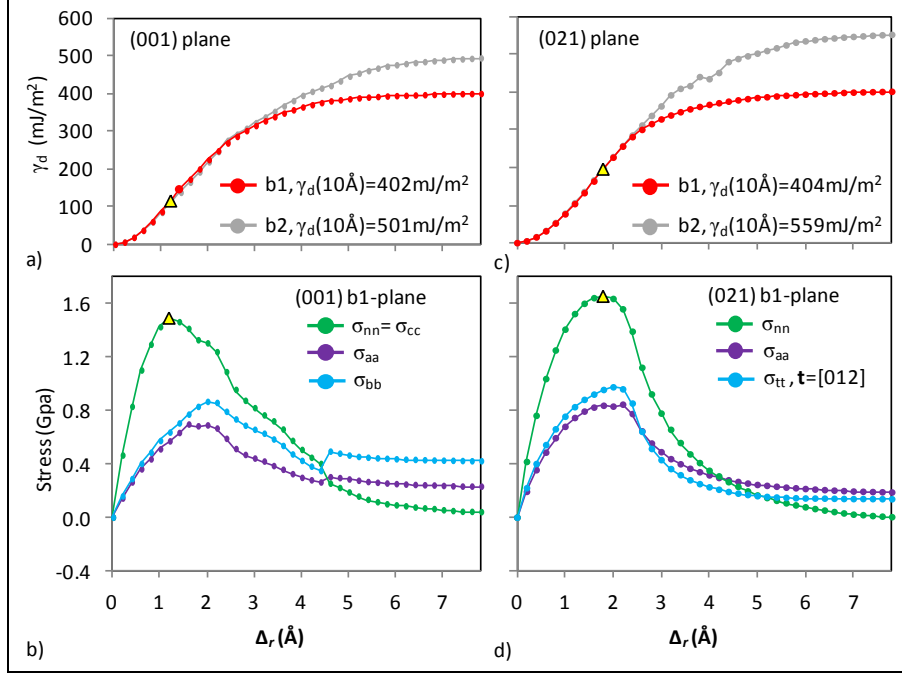 600
500
400
300
200
100
0
γd (mJ/m²)
(001) plane
b1, γd(10Å)=402mJ/m²
b2, γd(10Å)=501mJ/m²
a)
(021) plane
b1, γd(10Å)=404mJ/m²
b2, γd(10Å)=559mJ/m²
c)
1.6
1.2
0.8
0.4
0.0
-0.4
Stress (Gpa)
(001) b1-plane
σnn= σcc
σaa
σbb
0 1 2 3 4 5 6 7
Δr (Å)
b)
(021) b1-plane
σnn
σaa
σtt , t=[012]
0 1 2 3 4 5 6 7
Δr (Å)
d)